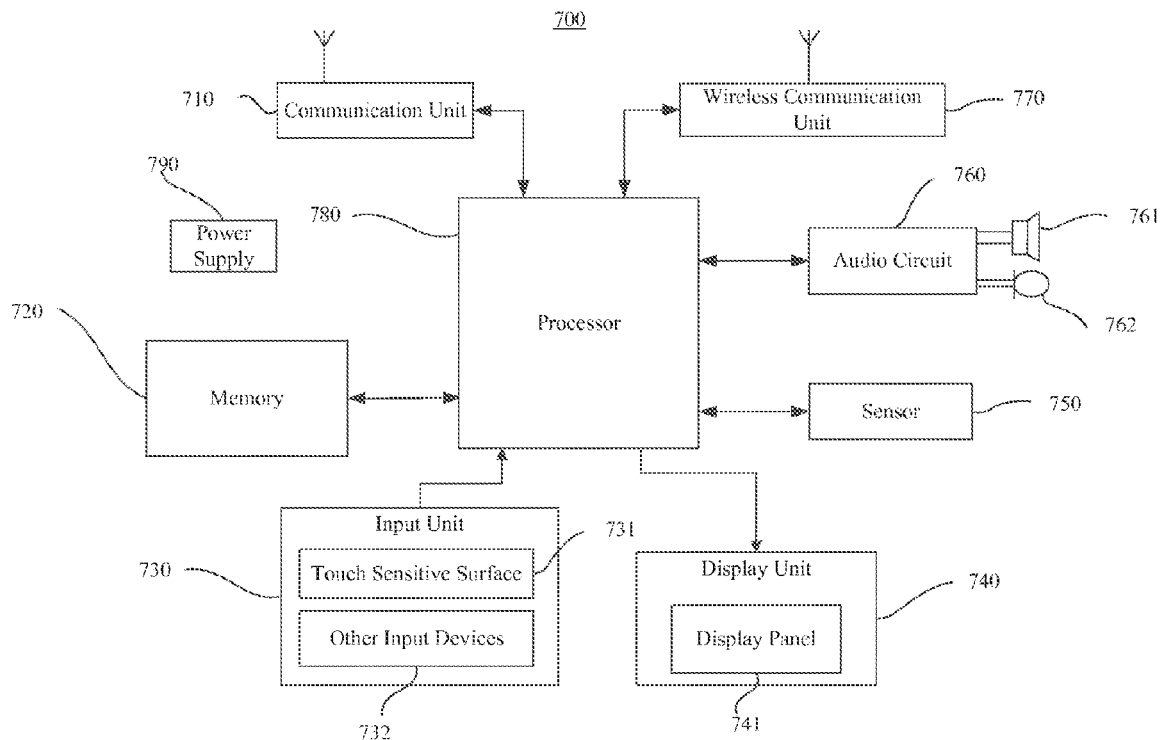 700
710
Communication Unit
Wireless Communication
Unit
770
790
Power
Supply
780
760
761
Audio Circuit
762
720
Processor
Memory
Sensor
750
Input Unit
731
730
Touch Sensitive Surface
Other Input Devices
732
Display Unit
740
Display Panel
741